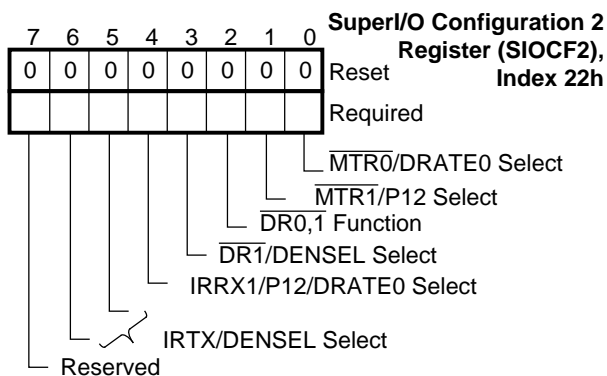 SuperI/O Configuration 2
Register (SIOCF2),
Index 22h
7 6 5 4 3 2 1 0
0 0 0 0 0 0 0 0 Reset
Required
MTR0/DRATE0 Select
MTR1/P12 Select
DR0,1 Function
DR1/DENSEL Select
IRRX1/P12/DRATE0 Select
IRTX/DENSEL Select
Reserved